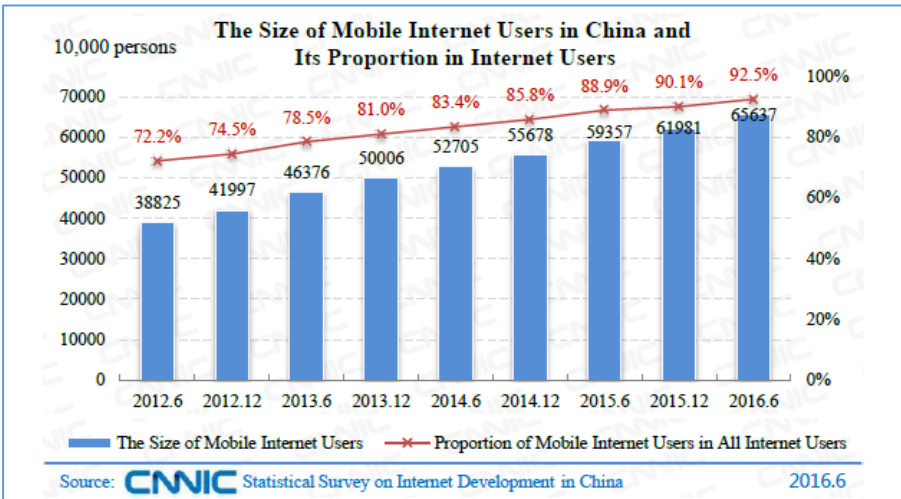 The Size of Mobile Internet Users in China and
Its Proportion in Internet Users
10,000 persons
70000
60000
50000
40000
30000
20000
10000
0
100%
80%
60%
40%
20%
0%
72.2% 74.5% 78.5% 81.0% 83.4% 85.8% 88.9% 90.1% 92.5%
38825 41997 46376 50006 52705 55678 59357 61981 65637
2012.6 2012.12 2013.6 2013.12 2014.6 2014.12 2015.6 2015.12 2016.6
The Size of Mobile Internet Users Proportion of Mobile Internet Users in All Internet Users
Source: CNNIC Statistical Survey on Internet Development in China 2016.6